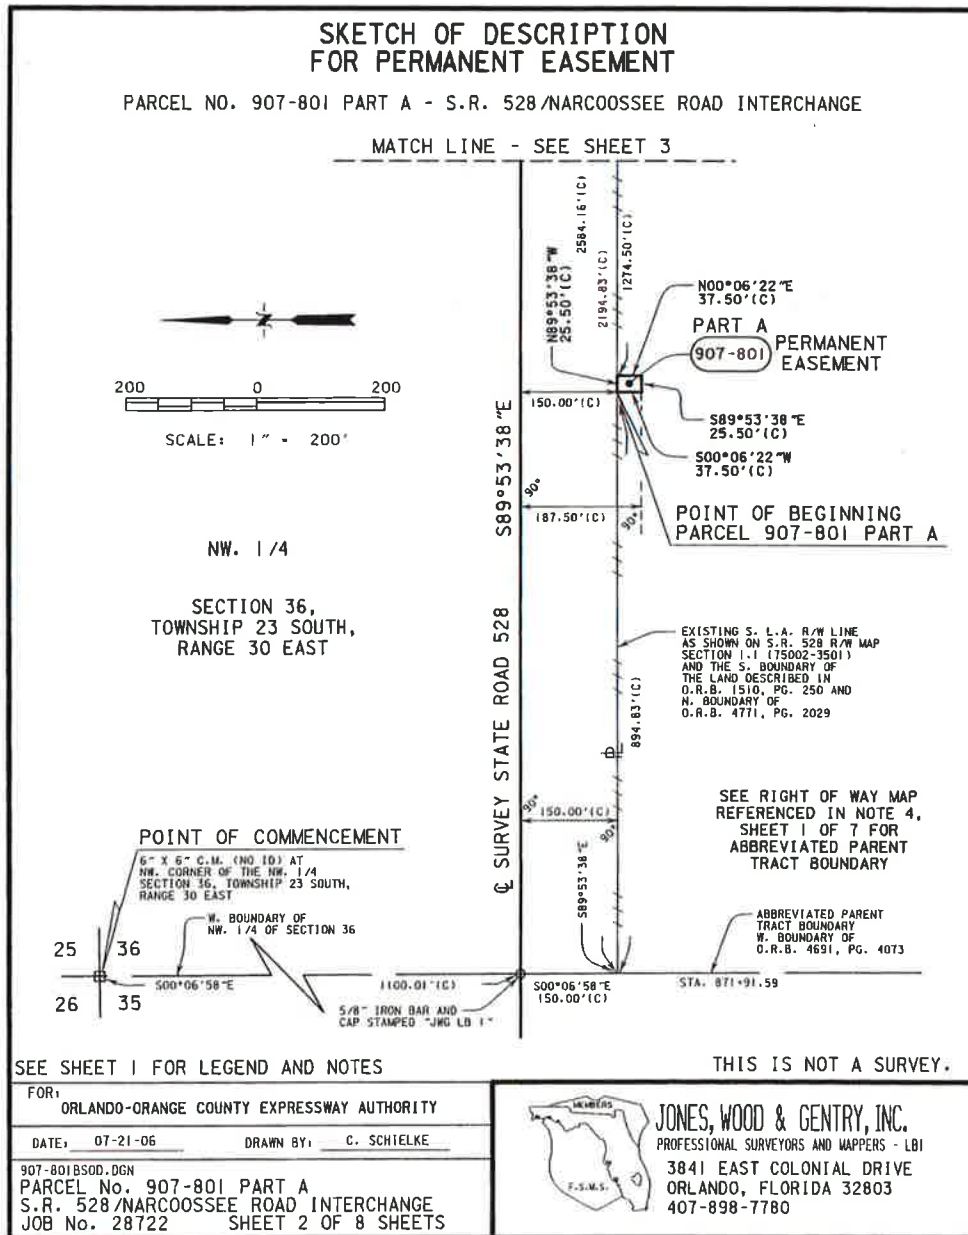 SKETCH OF DESCRIPTION
FOR PERMANENT EASEMENT
PARCEL NO. 907-801 PART A - S.R. 528/NARCOOSSEE ROAD INTERCHANGE
MATCH LINE - SEE SHEET 3
2584.16'(C)
2194.83'(C)
1274.50'(C)
N89°53'38"W
25.50'(C)
N00°06'22"E
37.50'(C)
PART A
907-801
PERMANENT
EASEMENT
200 0 200
SCALE: 1" = 200'
150.00'(C)
S89°53'38"E
25.50'(C)
S00°06'22"W
37.50'(C)
S89°53'38"E
90°
187.50'(C)
90°
POINT OF BEGINNING
PARCEL 907-801 PART A
NW. 1/4
SECTION 36,
TOWNSHIP 23 SOUTH,
RANGE 30 EAST
EXISTING S. L.A. R/W LINE
AS SHOWN ON S.R. 528 R/W MAP
SECTION 1.1 (75002-3501)
AND THE S. BOUNDARY OF
THE LAND DESCRIBED IN
O.R.B. 1510, PG. 250 AND
N. BOUNDARY OF
O.R.B. 4771, PG. 2029
℄ SURVEY STATE ROAD 528
894.83'(C)
90°
150.00'(C)
90°
SEE RIGHT OF WAY MAP
REFERENCED IN NOTE 4,
SHEET 1 OF 7 FOR
ABBREVIATED PARENT
TRACT BOUNDARY
POINT OF COMMENCEMENT
6" X 6" C.M. (NO ID) AT
NW. CORNER OF THE NW. 1/4
SECTION 36, TOWNSHIP 23 SOUTH,
RANGE 30 EAST
W. BOUNDARY OF
NW. 1/4 OF SECTION 36
S89°53'38"E
ABBREVIATED PARENT
TRACT BOUNDARY
W. BOUNDARY OF
O.R.B. 4691, PG. 4073
25 36
26 35
S00°06'58"E
1100.01'(C)
S00°06'58"E
150.00'(C)
STA. 871+91.59
5/8" IRON BAR AND
CAP STAMPED "JWG LB 1"
SEE SHEET 1 FOR LEGEND AND NOTES
THIS IS NOT A SURVEY.
FOR:
ORLANDO-ORANGE COUNTY EXPRESSWAY AUTHORITY
DATE: 07-21-06 DRAWN BY: C. SCHIELKE
907-801BSOD.DGN
PARCEL No. 907-801 PART A
S.R. 528/NARCOOSSEE ROAD INTERCHANGE
JOB No. 28722 SHEET 2 OF 8 SHEETS
MEMBERS
F.S.M.S.
JONES, WOOD & GENTRY, INC.
PROFESSIONAL SURVEYORS AND MAPPERS - LB1
3841 EAST COLONIAL DRIVE
ORLANDO, FLORIDA 32803
407-898-7780